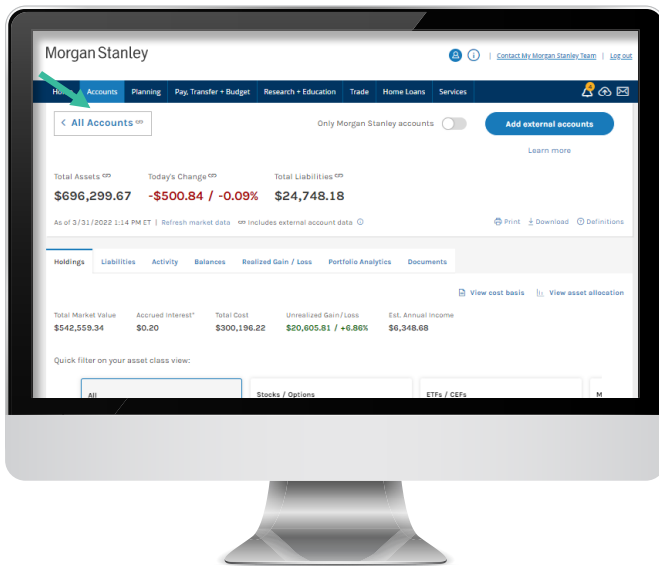 Morgan Stanley
Contact My Morgan Stanley Team | Log out
Home Accounts Planning Pay, Transfer + Budget Research + Education Trade Home Loans Services 4
< All Accounts
Only Morgan Stanley accounts
Add external accounts
Learn more
Total Assets Today's Change Total Liabilities
$696,299.67 -$500.84 / -0.09% $24,748.18
As of 3/31/2022 1:14 PM ET | Refresh market data Includes external account data Print Download Definitions
Holdings Liabilities Activity Balances Realized Gain / Loss Portfolio Analytics Documents
View cost basis View asset allocation
Total Market Value Accrued Interest* Total Cost Unrealized Gain/Loss Est. Annual Income
$542,559.34 $0.20 $300,196.22 $20,605.81 / +6.86% $6,348.68
Quick filter on your asset class view:
All Stocks / Options ETFs / CEFs M